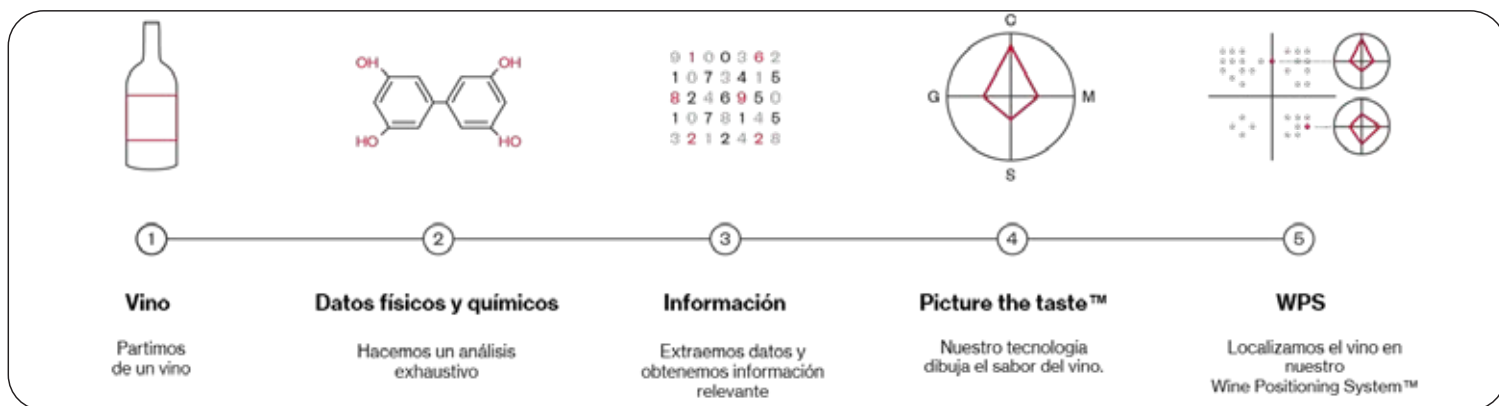 OH
OH
HO
OH
9 1 0 0 3 6 2
1 0 7 3 4 1 5
8 2 4 6 9 5 0
1 0 7 8 1 4 5
3 2 1 2 4 2 8
C
G
M
S
1
2
3
4
5
Vino
Datos físicos y químicos
Información
Picture the taste™
WPS
Partimos
de un vino
Hacemos un análisis
exhaustivo
Extraemos datos y
obtenemos información
relevante
Nuestro tecnología
dibuja el sabor del vino.
Localizamos el vino en
nuestro
Wine Positioning System™